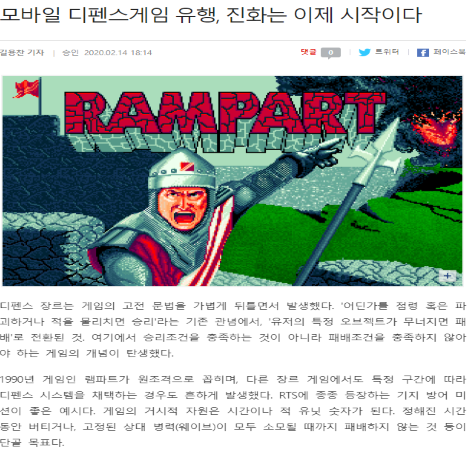 모바일 디펜스게임 유행, 진화는 이제 시작이다
길용찬 기자 | 승인 2020.02.14 18:14 댓글 0 트위터 페이스북
RAMPART
디펜스 장르는 게임의 고전 문법을 가볍게 뒤틀면서 발생했다. '어딘가를 점령 혹은 파
괴하거나 적을 물리치면 승리'라는 기존 관념에서, '유저의 특정 오브젝트가 무너지면 패
배'로 전환된 것. 여기에서 승리조건을 충족하는 것이 아니라 패배조건을 충족하지 않아
야 하는 게임의 개념이 탄생했다.
1990년 게임인 램파트가 원조격으로 꼽히며, 다른 장르 게임에서도 특정 구간에 따라
디펜스 시스템을 채택하는 경우도 흔하게 발생했다. RTS에 종종 등장하는 기지 방어 미
션이 좋은 예시다. 게임의 거시적 자원은 시간이나 적 유닛 숫자가 된다. 정해진 시간
동안 버티거나, 고정된 상대 병력(웨이브)이 모두 소모될 때까지 패배하지 않는 것 등이
단골 목표다.